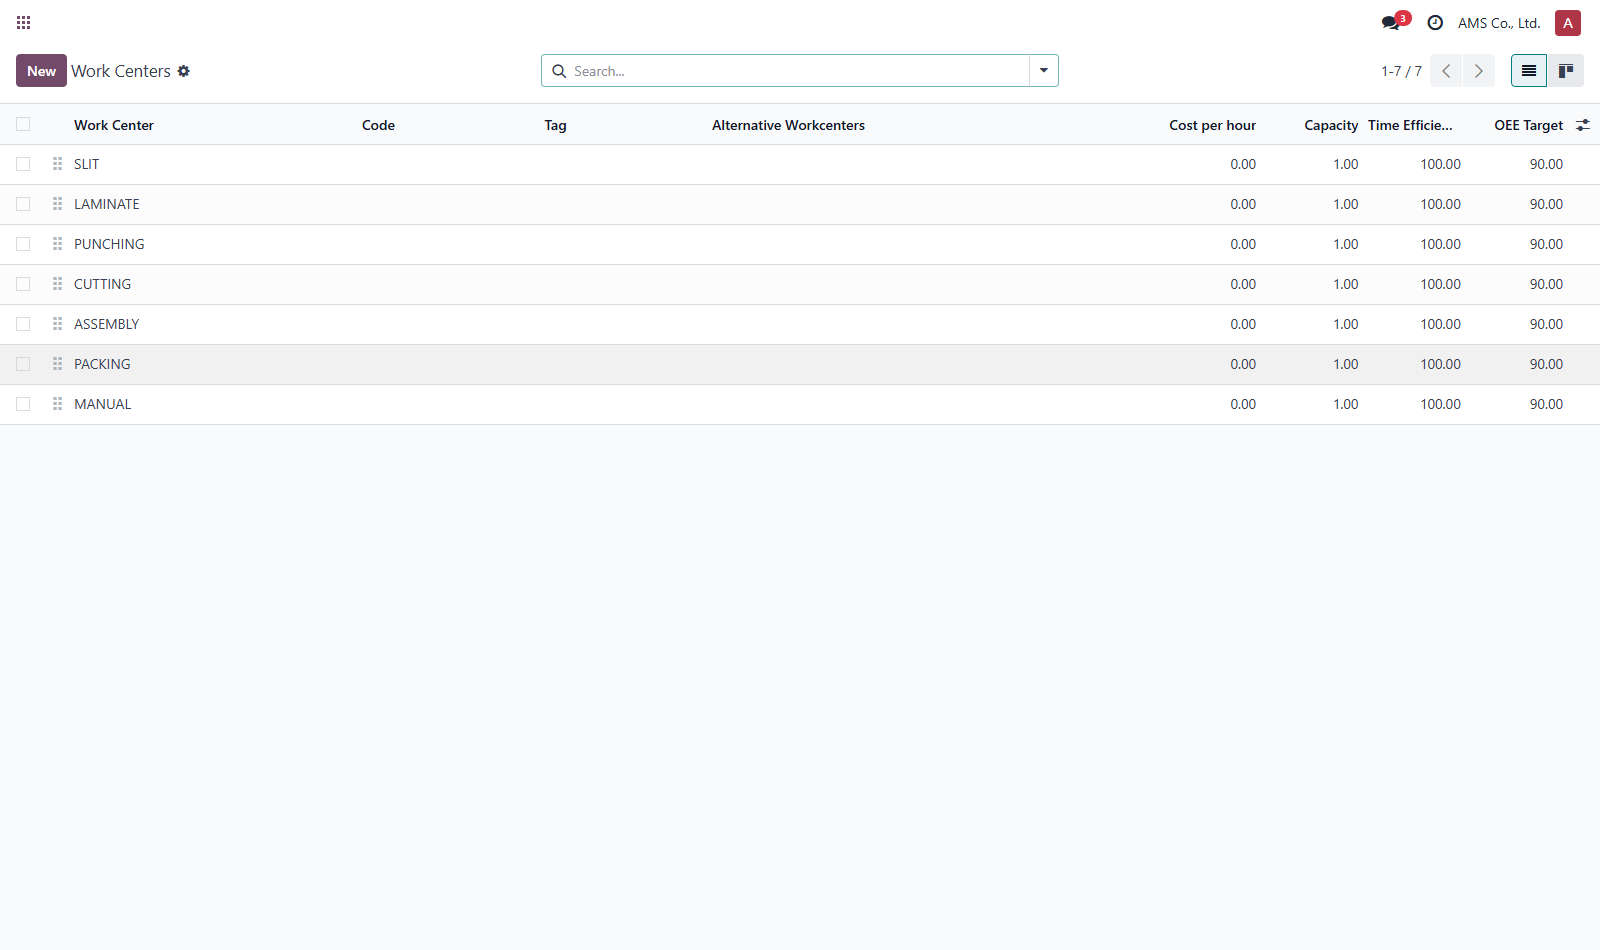 3 AMS Co., Ltd. A
New Work Centers Search... 1-7 / 7
Work Center Code Tag Alternative Workcenters Cost per hour Capacity Time Efficie... OEE Target
SLIT 0.00 1.00 100.00 90.00
LAMINATE 0.00 1.00 100.00 90.00
PUNCHING 0.00 1.00 100.00 90.00
CUTTING 0.00 1.00 100.00 90.00
ASSEMBLY 0.00 1.00 100.00 90.00
PACKING 0.00 1.00 100.00 90.00
MANUAL 0.00 1.00 100.00 90.00